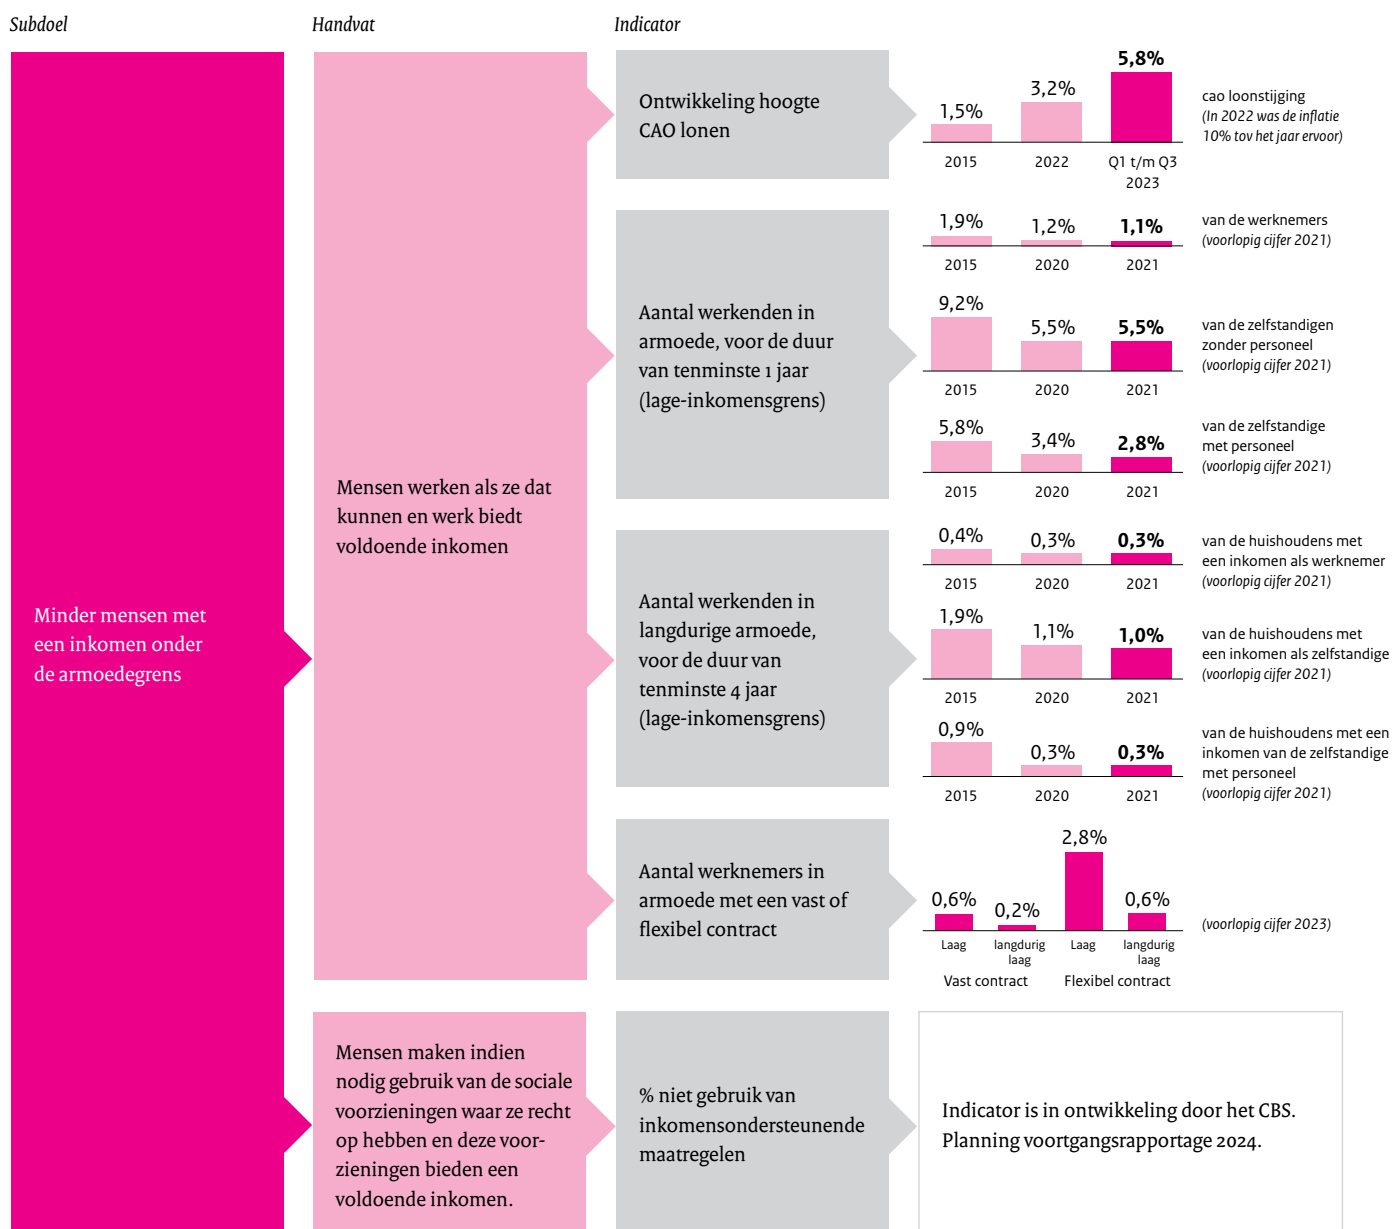 Subdoel
Handvat
Indicator
Minder mensen met
een inkomen onder
de armoedegrens
Mensen werken als ze dat
kunnen en werk biedt
voldoende inkomen
Ontwikkeling hoogte
CAO lonen
1,5%
3,2%
5,8%
2015
2022
Q1 t/m Q3
2023
cao loonstijging
(In 2022 was de inflatie
10% tov het jaar ervoor)
Aantal werkenden in
armoede, voor de duur
van tenminste 1 jaar
(lage-inkomensgrens)
1,9%
1,2%
1,1%
2015
2020
2021
van de werknemers
(voorlopig cijfer 2021)
9,2%
5,5%
5,5%
2015
2020
2021
van de zelfstandigen
zonder personeel
(voorlopig cijfer 2021)
5,8%
3,4%
2,8%
2015
2020
2021
van de zelfstandige
met personeel
(voorlopig cijfer 2021)
Aantal werkenden in
langdurige armoede,
voor de duur van
tenminste 4 jaar
(lage-inkomensgrens)
0,4%
0,3%
0,3%
2015
2020
2021
van de huishoudens met
een inkomen als werknemer
(voorlopig cijfer 2021)
1,9%
1,1%
1,0%
2015
2020
2021
van de huishoudens met
een inkomen als zelfstandige
(voorlopig cijfer 2021)
0,9%
0,3%
0,3%
2015
2020
2021
van de huishoudens met een
inkomen van de zelfstandige
met personeel
(voorlopig cijfer 2021)
Aantal werknemers in
armoede met een vast of
flexibel contract
0,6%
0,2%
2,8%
0,6%
Laag
langdurig
laag
Laag
langdurig
laag
Vast contract
Flexibel contract
(voorlopig cijfer 2023)
Mensen maken indien
nodig gebruik van de sociale
voorzieningen waar ze recht
op hebben en deze voor-
zieningen bieden een
voldoende inkomen.
% niet gebruik van
inkomensondersteunende
maatregelen
Indicator is in ontwikkeling door het CBS.
Planning voortgangsrapportage 2024.